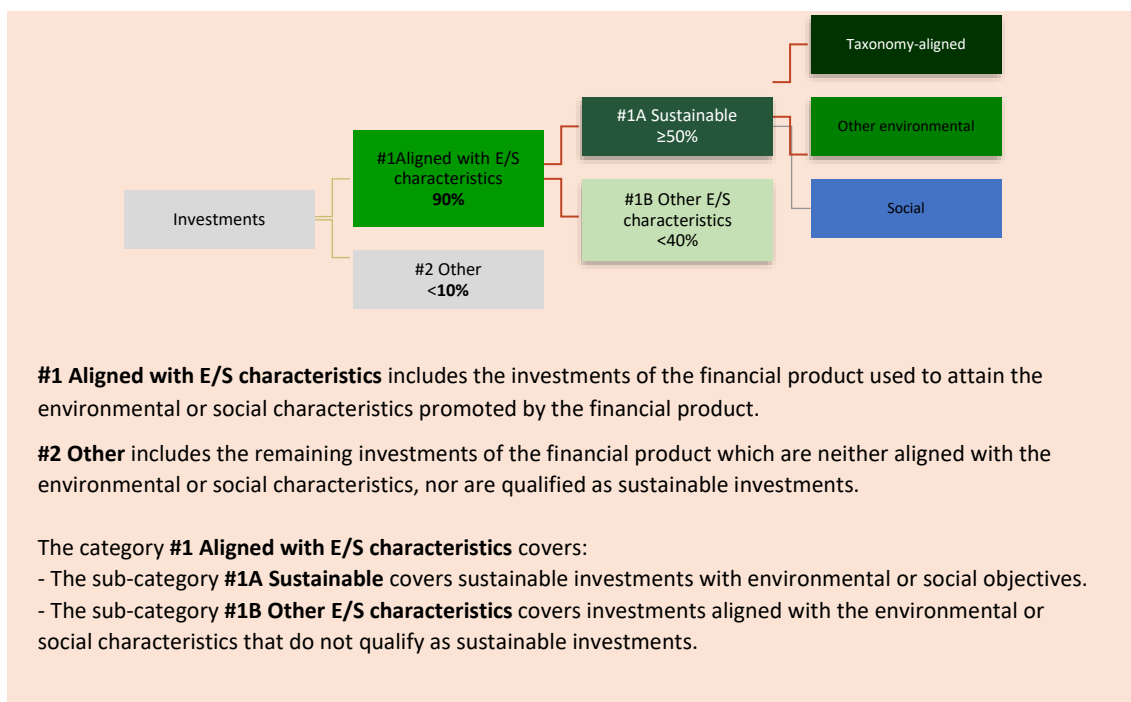 Taxonomy-aligned
#1A Sustainable
≥50%
Other environmental
#1Aligned with E/S
characteristics
90%
#1B Other E/S
characteristics
<40%
Investments
Social
#2 Other
<10%
#1 Aligned with E/S characteristics includes the investments of the financial product used to attain the
environmental or social characteristics promoted by the financial product.
#2 Other includes the remaining investments of the financial product which are neither aligned with the
environmental or social characteristics, nor are qualified as sustainable investments.
The category #1 Aligned with E/S characteristics covers:
- The sub-category #1A Sustainable covers sustainable investments with environmental or social objectives.
- The sub-category #1B Other E/S characteristics covers investments aligned with the environmental or
social characteristics that do not qualify as sustainable investments.